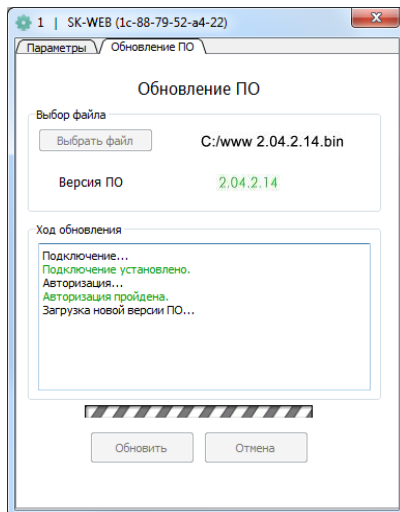 1 | SK-WEB (1c-88-79-52-a4-22)
Параметры Обновление ПО
Обновление ПО
Выбор файла
Выбрать файл C:/www 2.04.2.14.bin
Версия ПО 2.04.2.14
Ход обновления
Подключение...
Подключение установлено.
Авторизация...
Авторизация пройдена.
Загрузка новой версии ПО...
Обновить Отмена